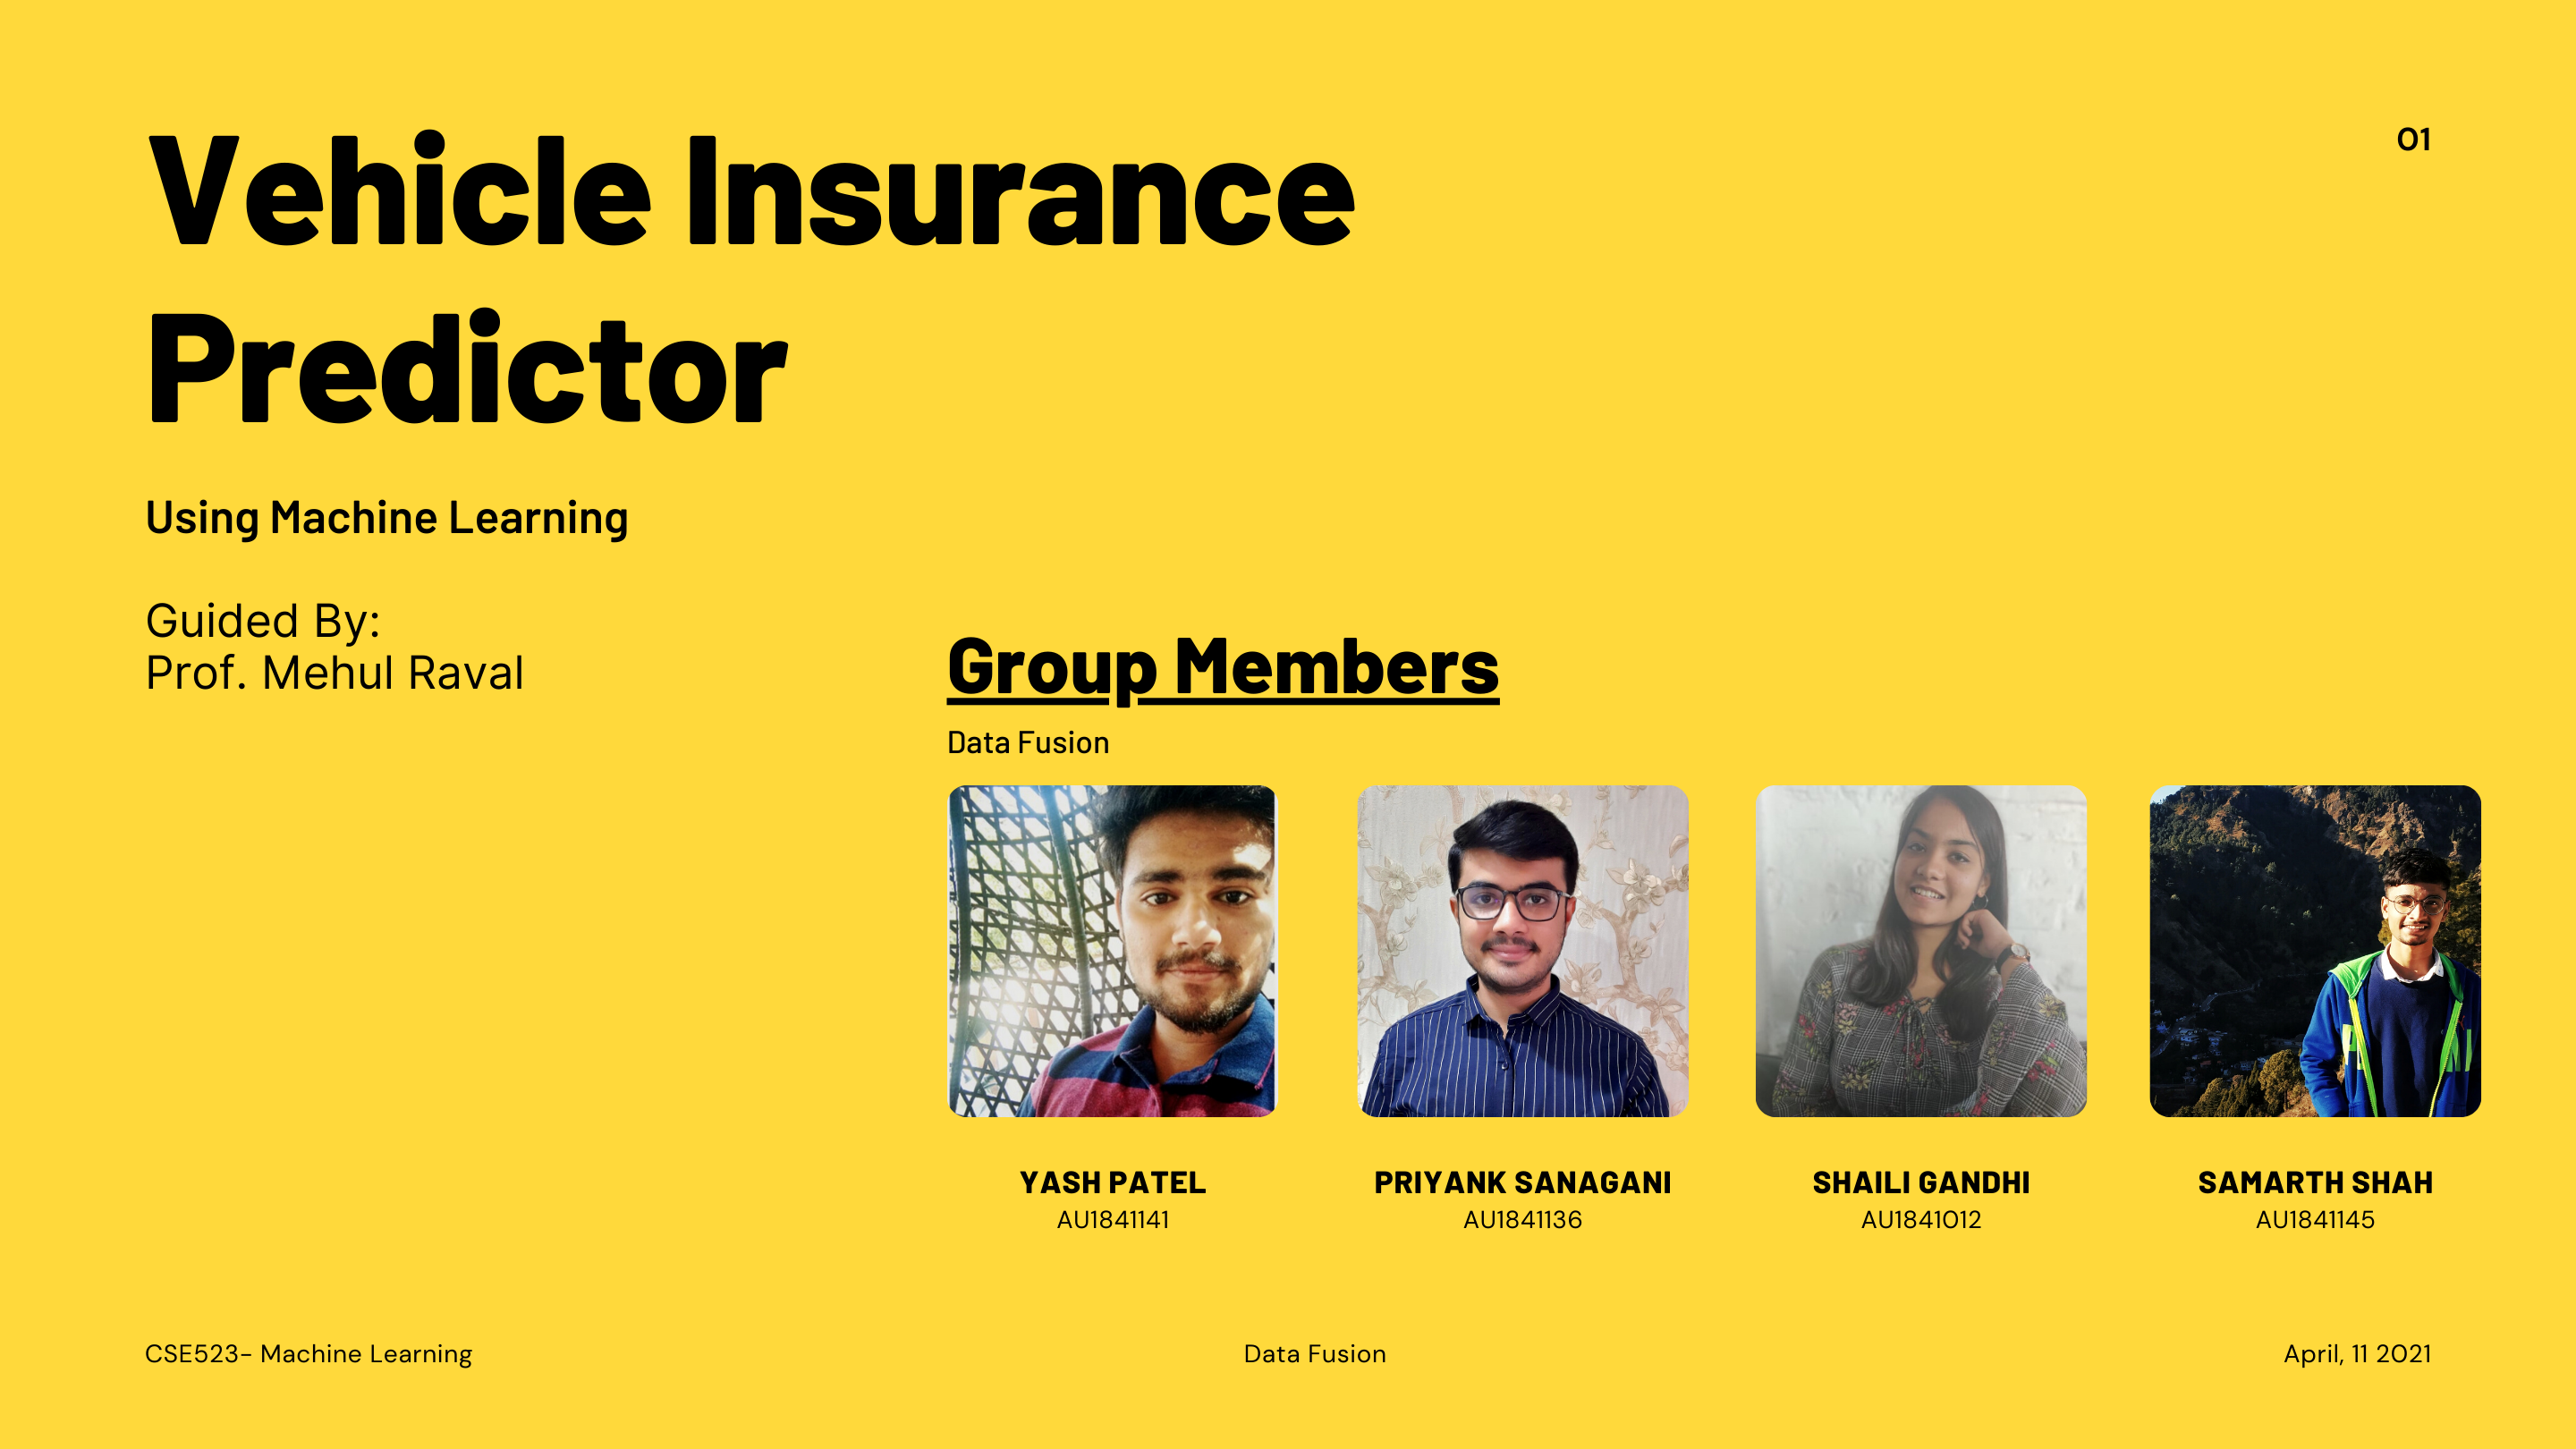 Vehicle Insurance
Predictor
01
Using Machine Learning
Guided By:
Prof. Mehul Raval
Group Members
Data Fusion
YASH PATEL
AU1841141
PRIYANK SANAGANI
AU1841136
SHAILI GANDHI
AU1841012
SAMARTH SHAH
AU1841145
CSE523- Machine Learning
Data Fusion
April, 11 2021